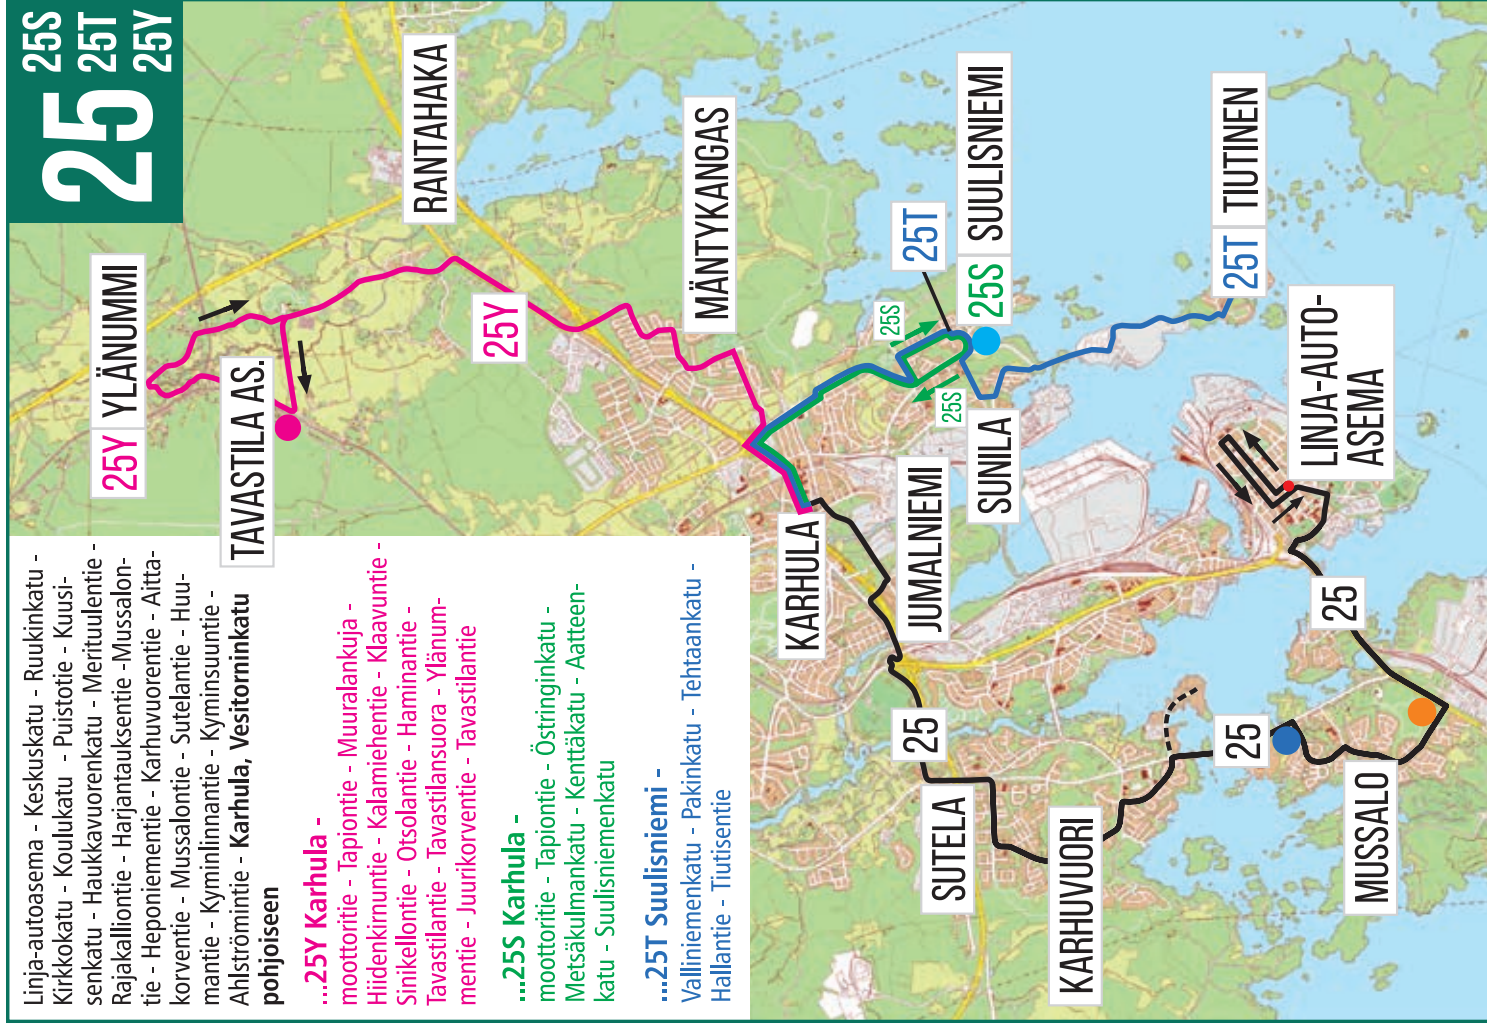 25
25S
25T
25Y
Linja-autoasema - Keskuskatu - Ruukinkatu -
Kirkkokatu - Koulukatu - Puistotie - Kuusi-
senkatu - Haukkavuorenkatu - Merituulentie -
Rajakalliontie - Harjantauksentie -Mussalon-
tie - Heponiementie - Karhuvuorentie - Aitta-
korventie - Mussalontie - Sutelantie - Huu-
mantie - Kyminlinnantie - Kyminsuuntie -
Ahlströmintie - Karhula, Vesitorninkatu
pohjoiseen
...25Y Karhula -
moottoritie - Tapiontie - Muuralankuja -
Hiidenkirnuntie - Kalamiehentie - Klaavuntie -
Sinikellontie - Otsolantie - Haminantie -
Tavastilantie - Tavastilansuora - Ylänum-
mentie - Juurikorventie - Tavastilantie
...25S Karhula -
moottoritie - Tapiontie - Östringinkatu -
Metsäkulmankatu - Kenttäkatu - Aatteen-
katu - Suulisniemenkatu
...25T Suulisniemi -
Valliniemenkatu - Pakinkatu - Tehtaankatu -
Hallantie - Tiutisentie
25Y YLÄNUMMI
TAVASTILA AS.
RANTAHAKA
25Y
MÄNTYKANGAS
KARHULA
25S
25S
25T
25S SUULISNIEMI
SUNILA
JUMALNIEMI
25T TIUTINEN
LINJA-AUTO-
ASEMA
25
25
25
SUTELA
KARHUVUORI
MUSSALO